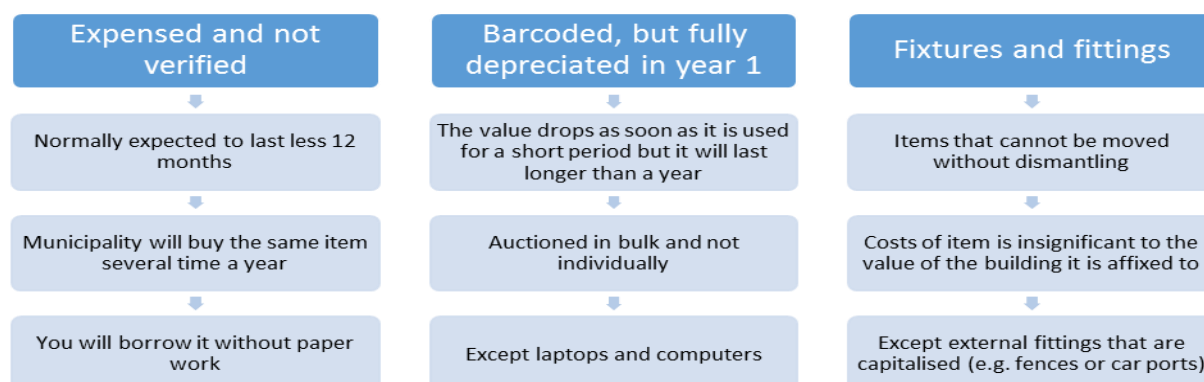 Expensed and not
verified
Normally expected to last less 12
months
Municipality will buy the same item
several time a year
You will borrow it without paper
work
Barcoded, but fully
depreciated in year 1
The value drops as soon as it is used
for a short period but it will last
longer than a year
Auctioned in bulk and not
individually
Except laptops and computers
Fixtures and fittings
Items that cannot be moved
without dismantling
Costs of item is insignificant to the
value of the building it is affixed to
Except external fittings that are
capitalised (e.g. fences or car ports)